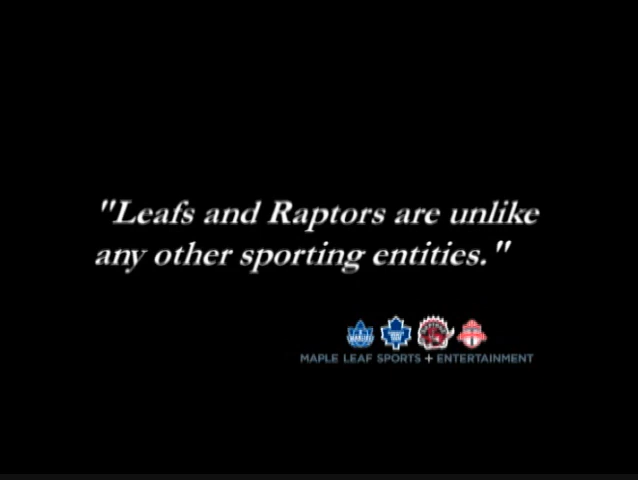 "Leafs and Raptors are unlike
any other sporting entities."
MAPLE LEAF SPORTS + ENTERTAINMENT